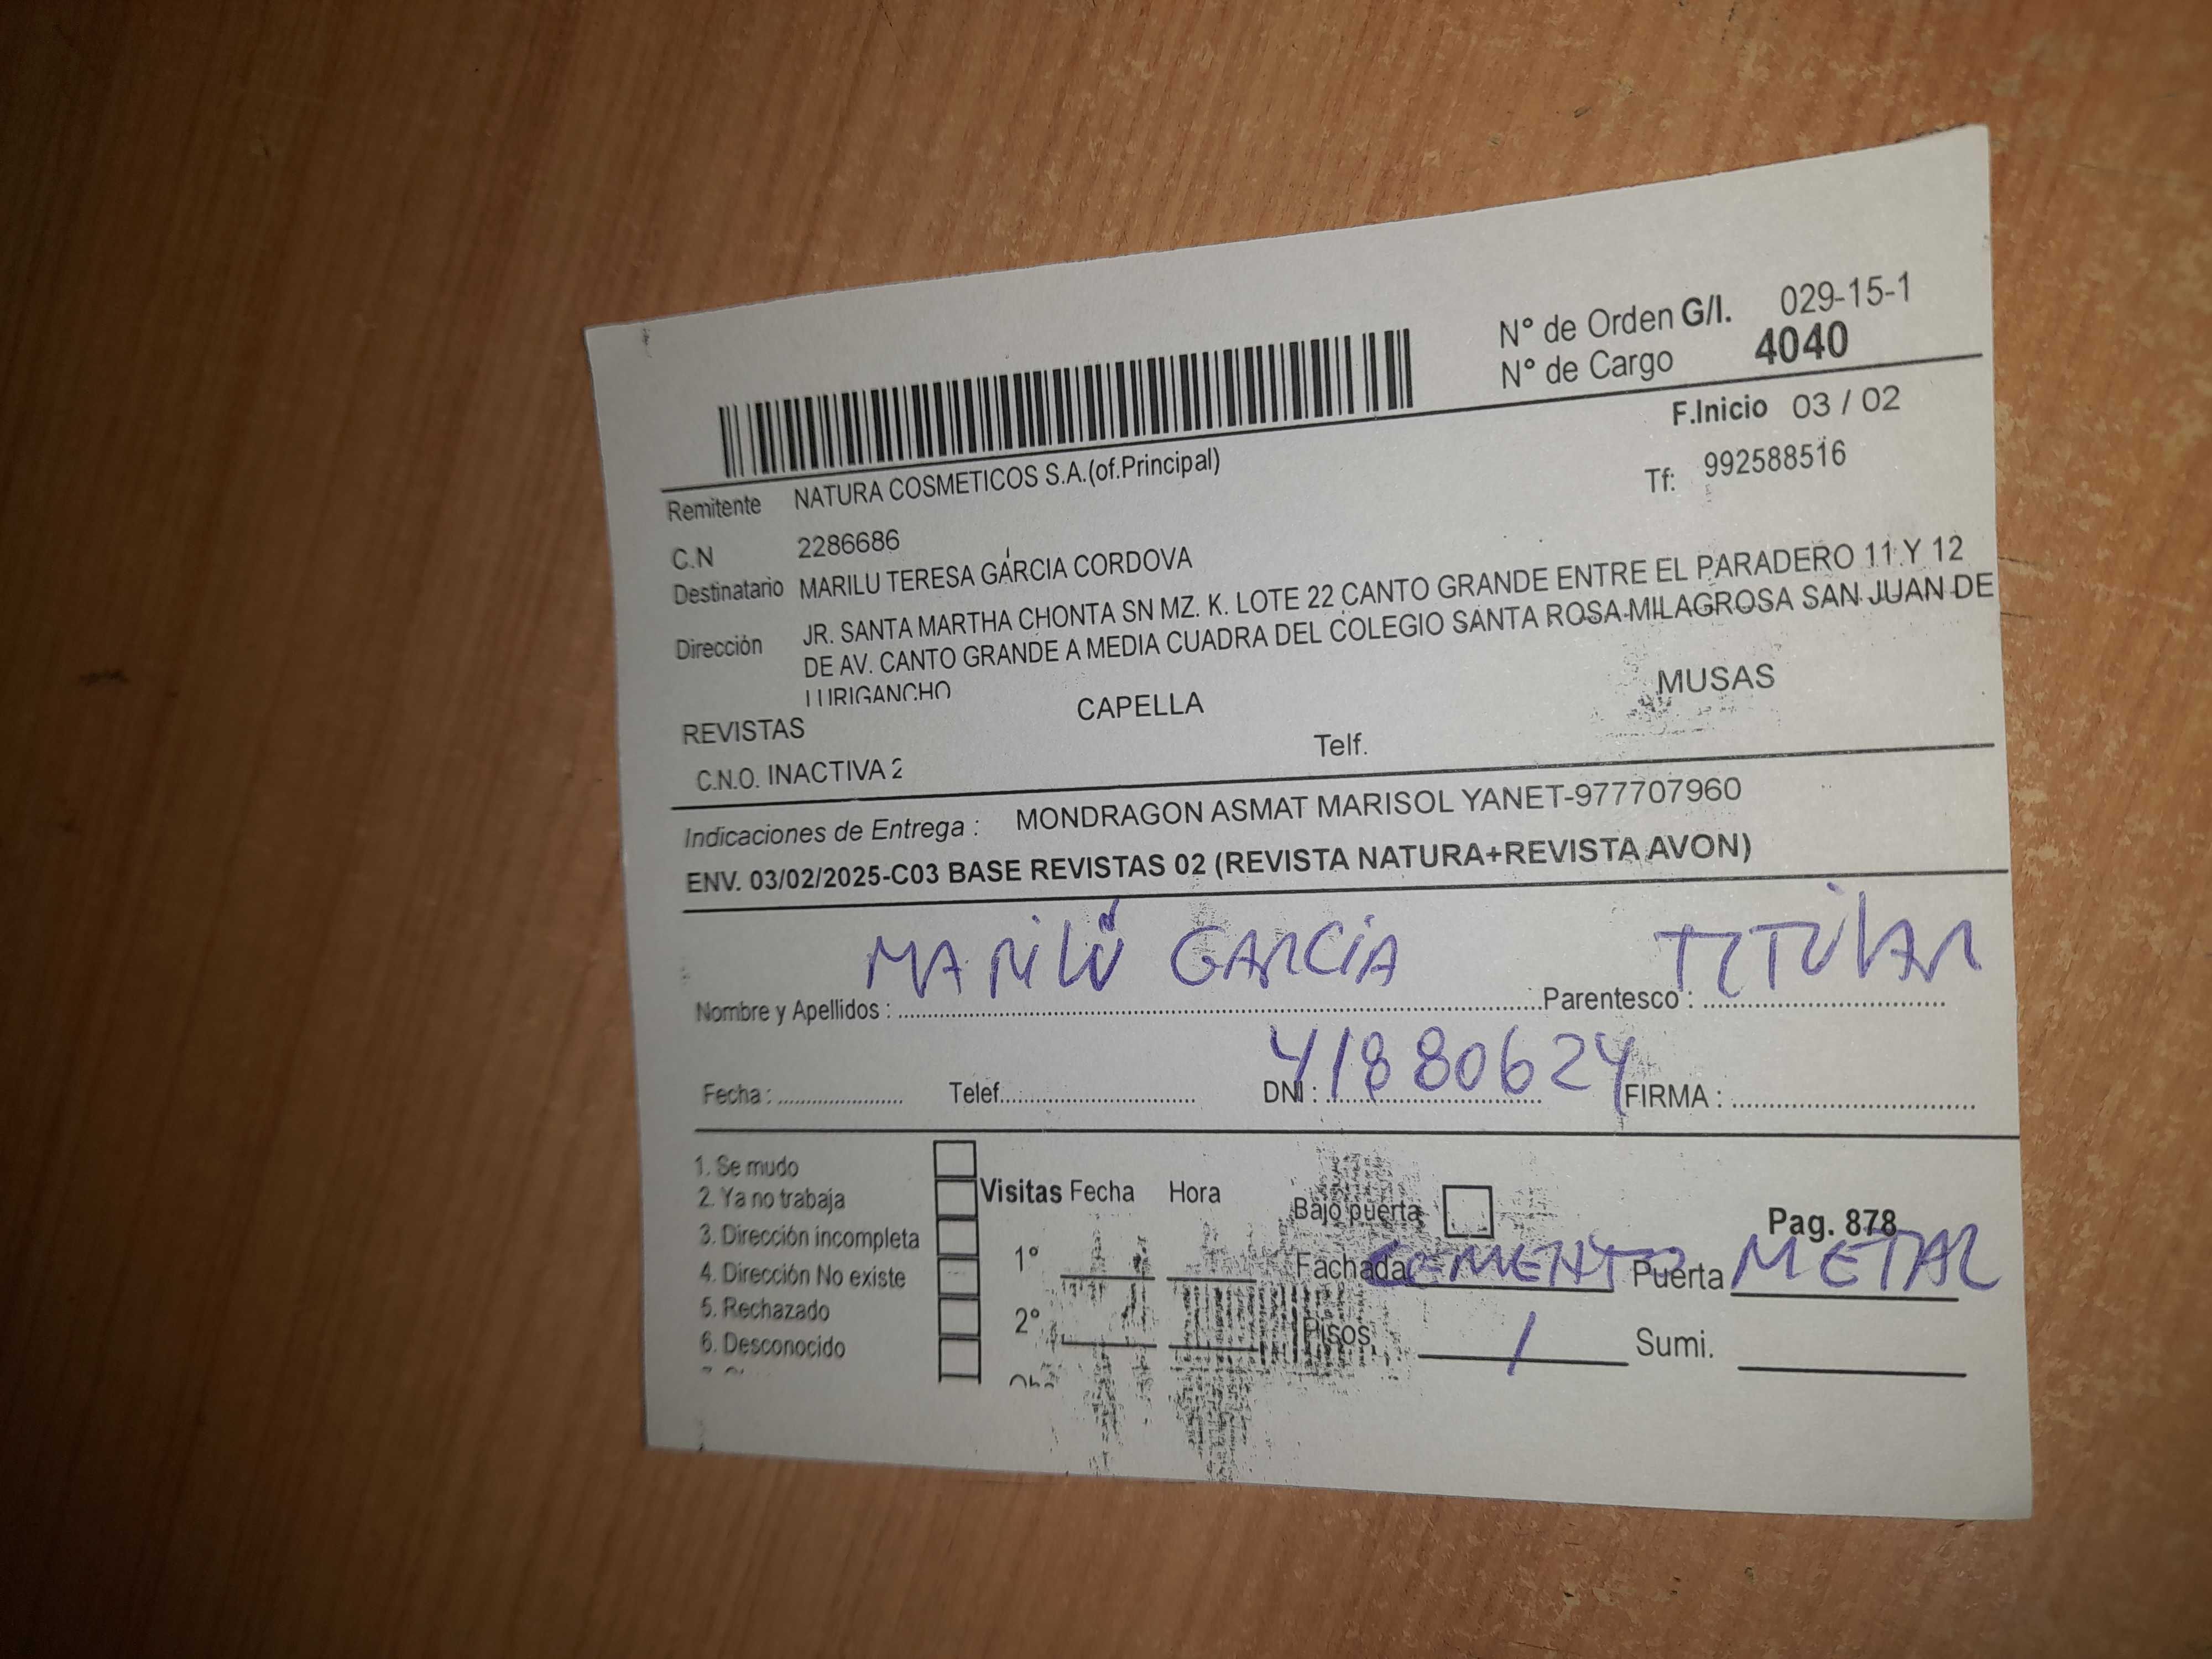 N° de Orden G/I. 029-15-1
N° de Cargo 4040
F.Inicio 03 / 02
Remitente NATURA COSMETICOS S.A.(of.Principal) Tf: 992588516
C.N 2286686
Destinatario MARILU TERESA GARCIA CORDOVA
Dirección JR. SANTA MARTHA CHONTA SN MZ. K. LOTE 22 CANTO GRANDE ENTRE EL PARADERO 11 Y 12
DE AV. CANTO GRANDE A MEDIA CUADRA DEL COLEGIO SANTA ROSA MILAGROSA SAN JUAN DE
LURIGANCHO
REVISTAS CAPELLA MUSAS
C.N.O. INACTIVA 2 Telf.
Indicaciones de Entrega : MONDRAGON ASMAT MARISOL YANET-977707960
ENV. 03/02/2025-C03 BASE REVISTAS 02 (REVISTA NATURA+REVISTA AVON)
Nombre y Apellidos : MARILÚ GARCIA Parentesco : TITULAR
Fecha : Telef. DNI : 41880624 FIRMA :
1. Se mudo
2. Ya no trabaja Visitas Fecha Hora Bajo puerta Pag. 878
3. Dirección incompleta
4. Dirección No existe 1° Fachada CEMENTO Puerta METAL
5. Rechazado
6. Desconocido 2° Pisos 1 Sumi.